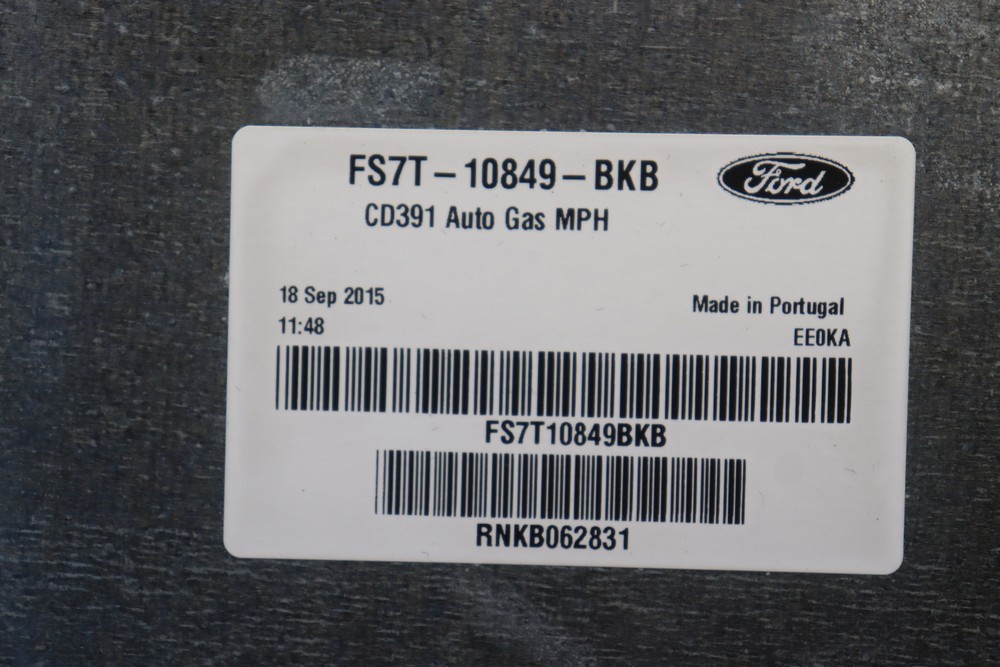 FS7T-10849-BKB
Ford
CD391 Auto Gas MPH
18 Sep 2015
Made in Portugal
11:48
EE0KA
FS7T10849BKB
RNKB062831